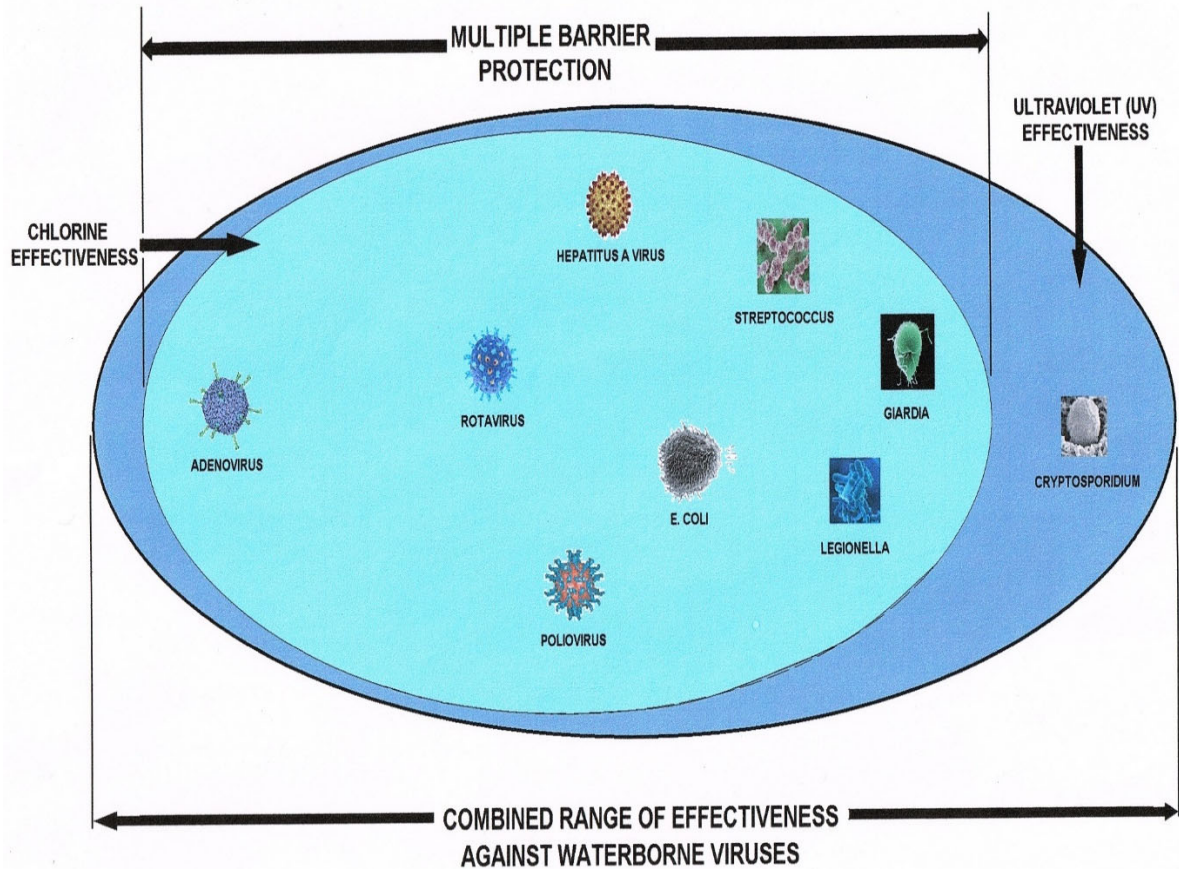 MULTIPLE BARRIER
PROTECTION
ULTRAVIOLET (UV)
EFFECTIVENESS
CHLORINE
EFFECTIVENESS
HEPATITUS A VIRUS
STREPTOCOCCUS
ROTAVIRUS
GIARDIA
ADENOVIRUS
CRYPTOSPORIDIUM
E. COLI
LEGIONELLA
POLIOVIRUS
COMBINED RANGE OF EFFECTIVENESS
AGAINST WATERBORNE VIRUSES